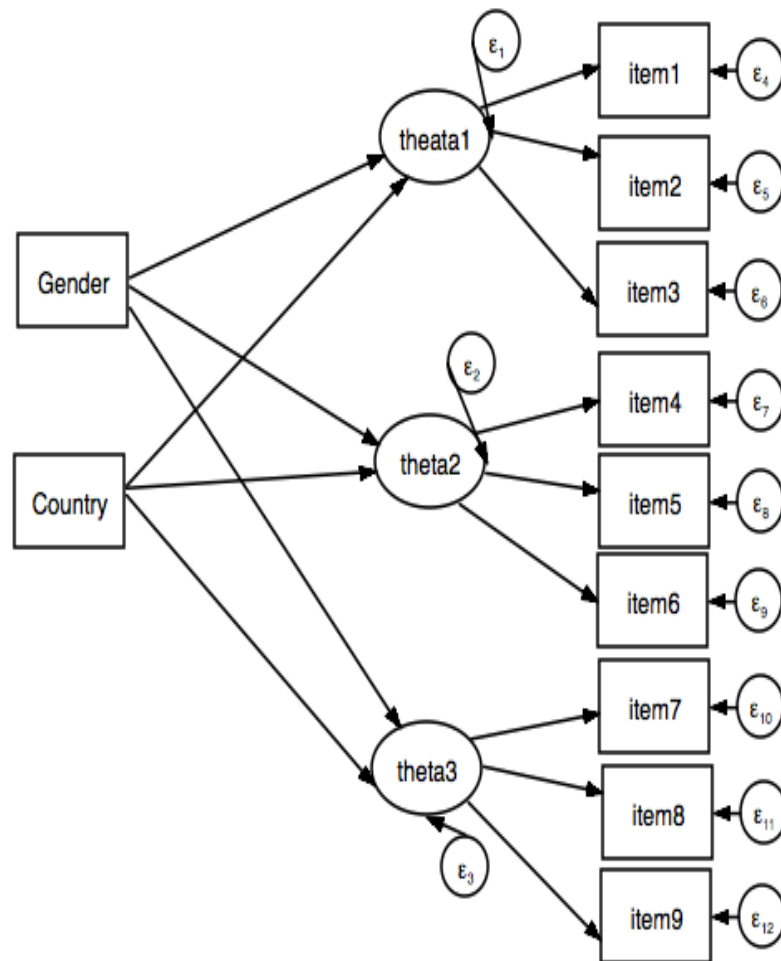 ε₁
item1
ε₄
theata1
item2
ε₅
Gender
item3
ε₆
ε₂
item4
ε₇
theta2
Country
item5
ε₈
item6
ε₉
item7
ε₁₀
theta3
item8
ε₁₁
ε₃
item9
ε₁₂